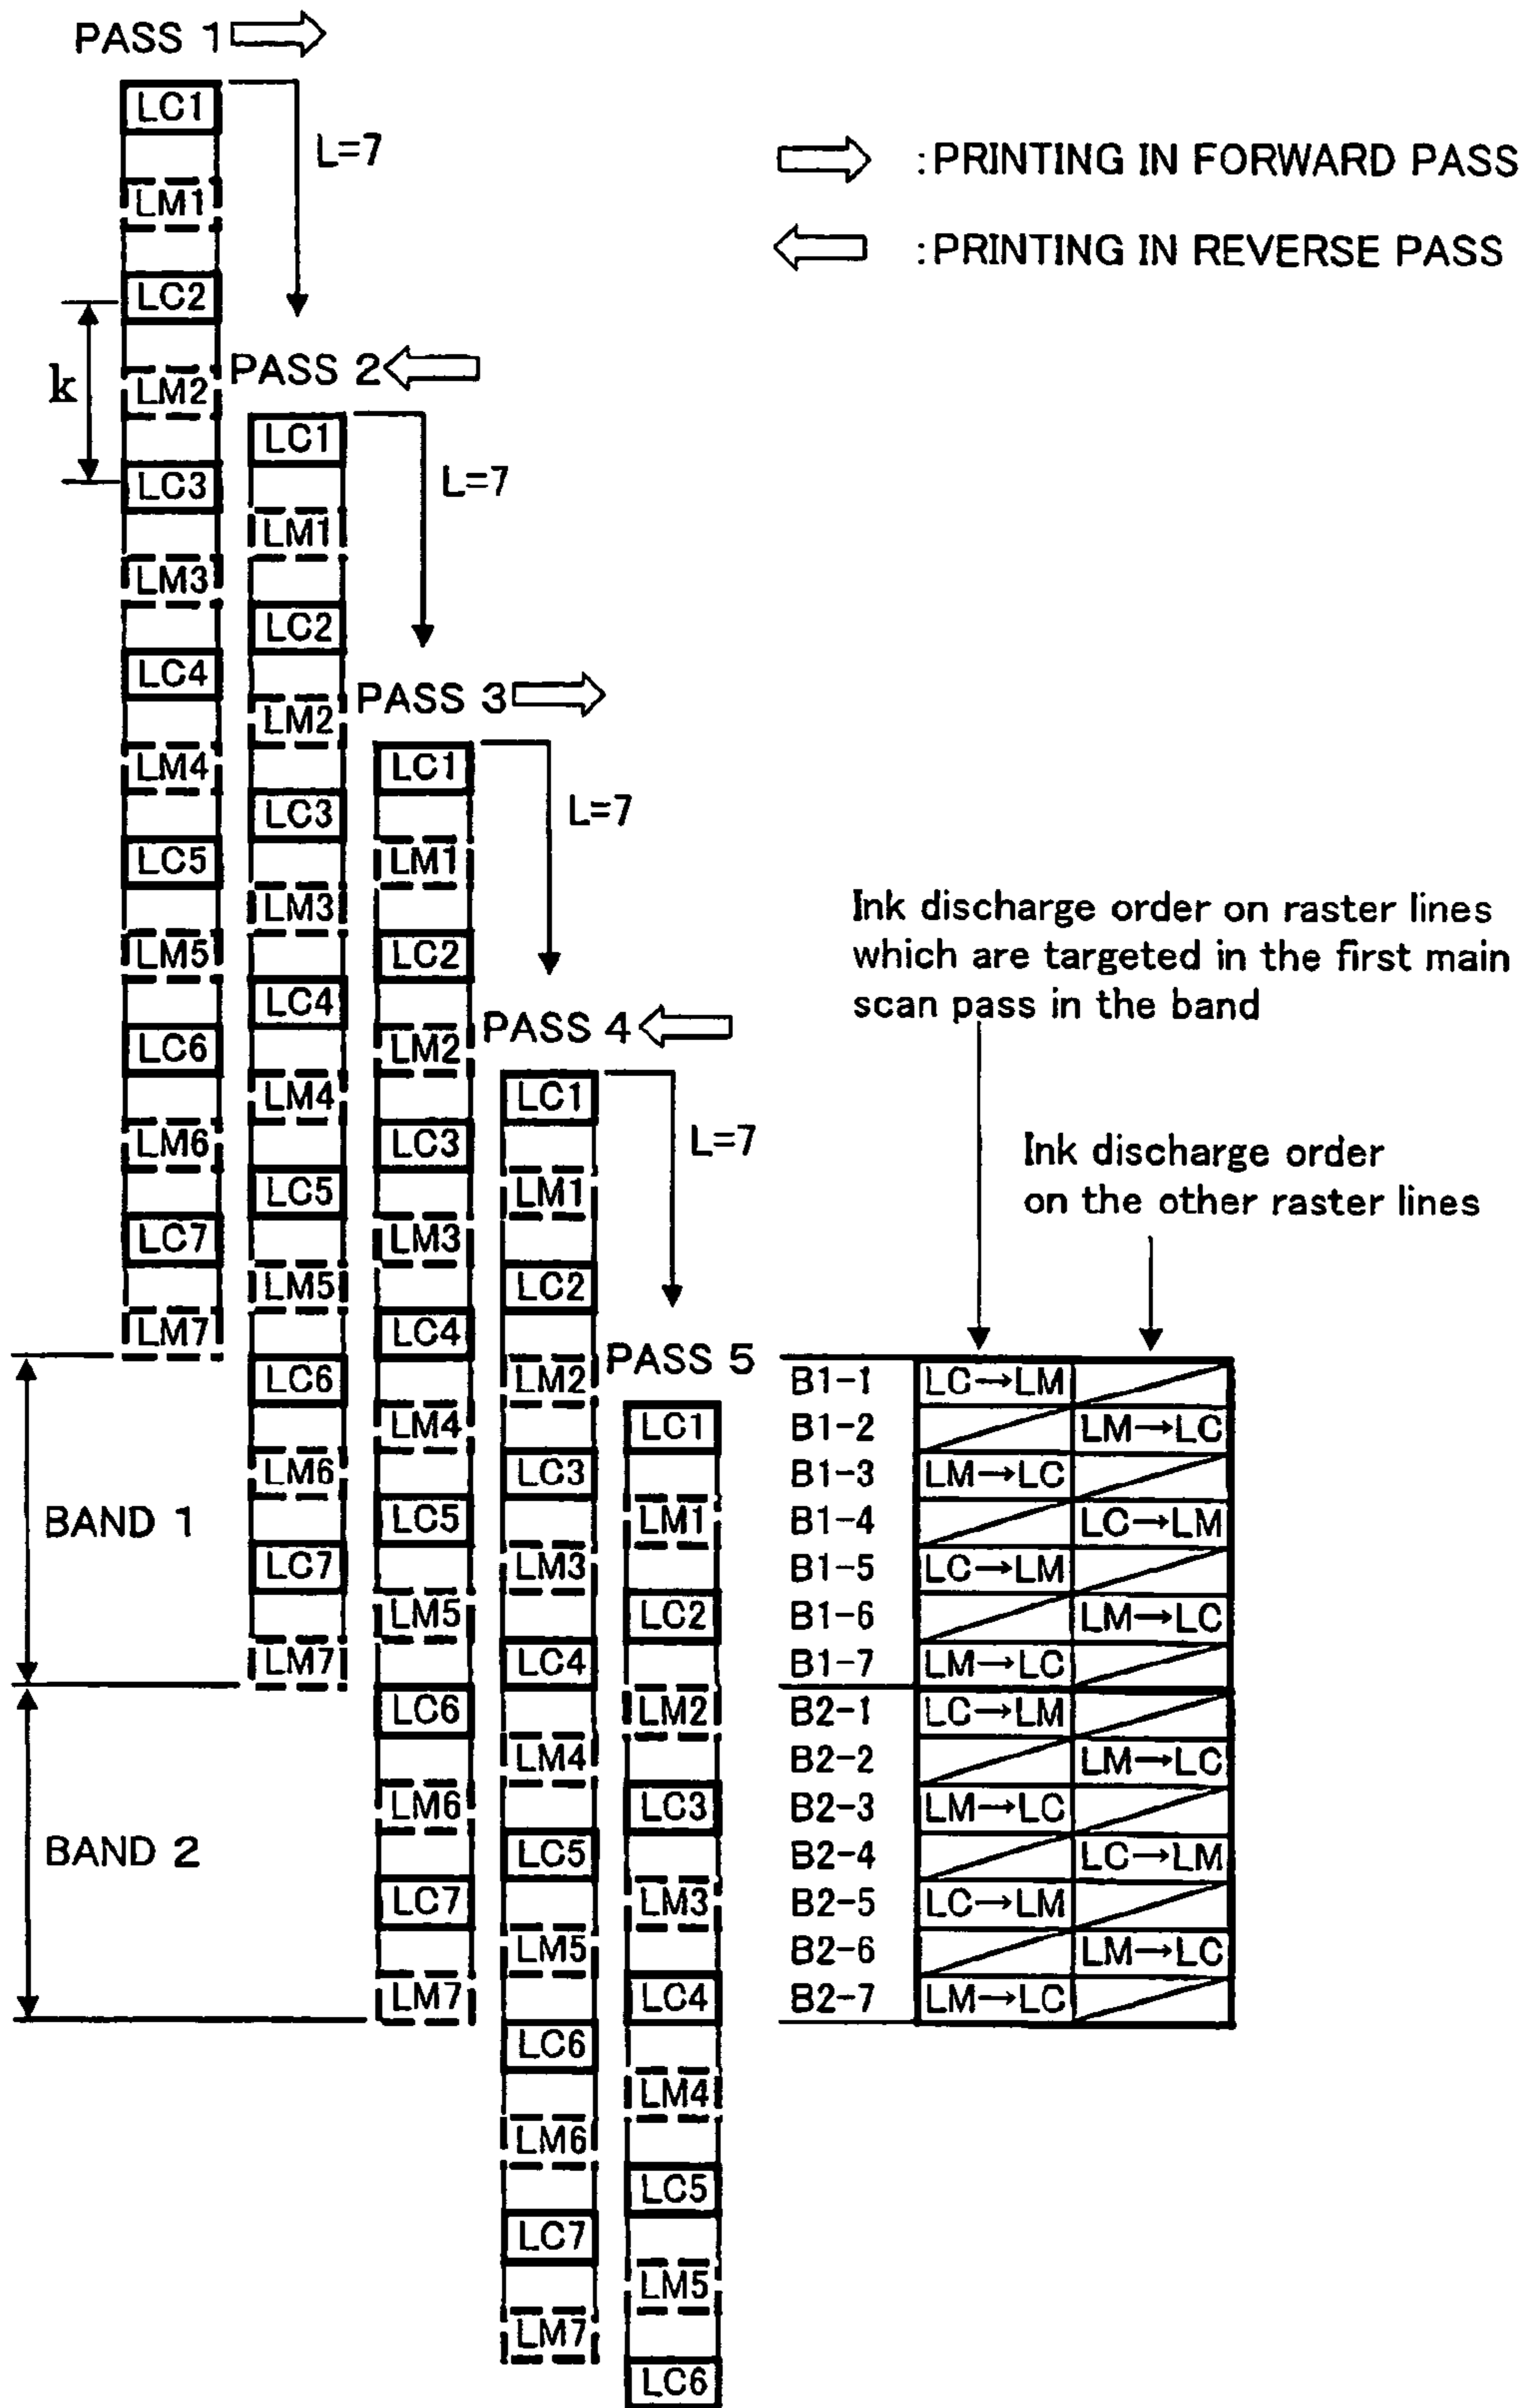 PASS 1
LC1
LM1
LC2
LM2
LC3
LM3
LC4
LM4
LC5
LM5
LC6
LM6
LC7
LM7
L=7
k
:PRINTING IN FORWARD PASS
:PRINTING IN REVERSE PASS
PASS 2
LC1
LM1
LC2
LM2
LC3
LM3
LC4
LM4
LC5
LM5
LC6
LM6
LC7
LM7
L=7
PASS 3
LC1
LM1
LC2
LM2
LC3
LM3
LC4
LM4
LC5
LM5
LC6
LM6
LC7
LM7
L=7
PASS 4
LC1
LM1
LC2
LM2
LC3
LM3
LC4
LM4
LC5
LM5
LC6
LM6
LC7
LM7
L=7
PASS 5
LC1
LM1
LC2
LM2
LC3
LM3
LC4
LM4
LC5
LM5
LC6
BAND 1
BAND 2
Ink discharge order on raster lines
which are targeted in the first main
scan pass in the band
Ink discharge order
on the other raster lines
B1-1 LC→LM
B1-2 LM→LC
B1-3 LM→LC
B1-4 LC→LM
B1-5 LC→LM
B1-6 LM→LC
B1-7 LM→LC
B2-1 LC→LM
B2-2 LM→LC
B2-3 LM→LC
B2-4 LC→LM
B2-5 LC→LM
B2-6 LM→LC
B2-7 LM→LC